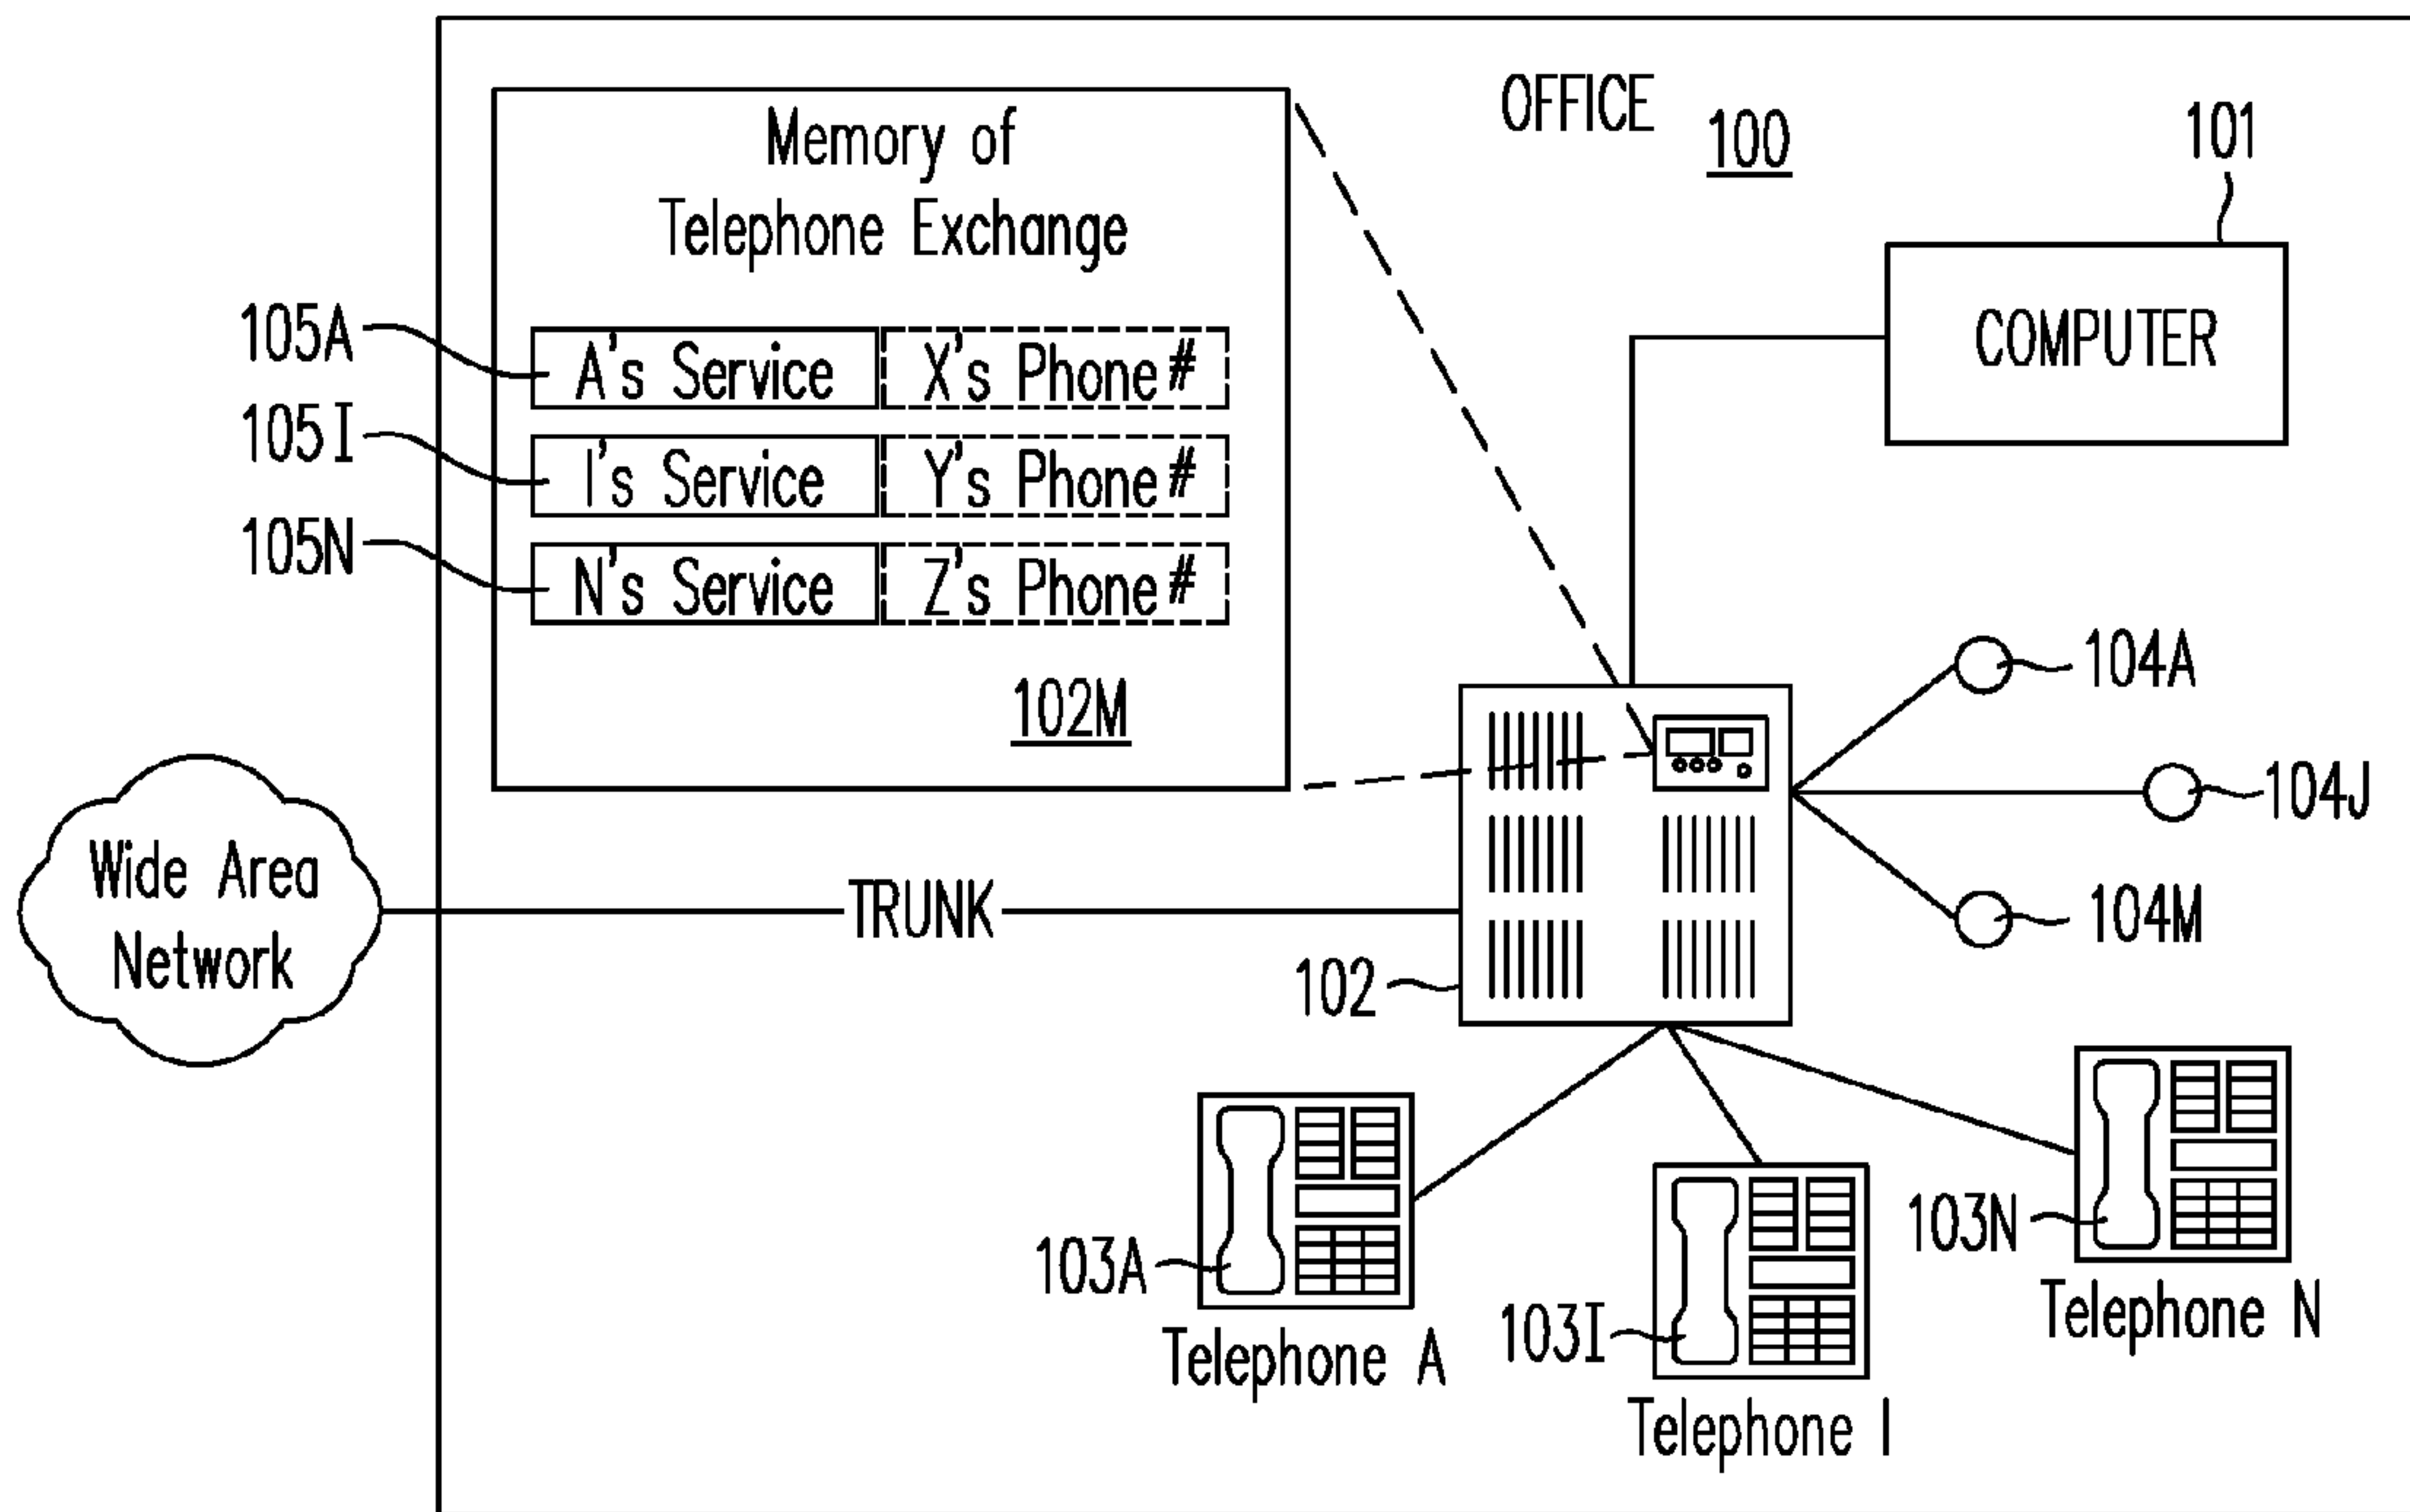 OFFICE
100
101
Memory of
Telephone Exchange
COMPUTER
105A
A's Service X's Phone#
105I
I's Service Y's Phone#
105N
N's Service Z's Phone#
102M
104A
104J
104M
Wide Area
Network
TRUNK
102
103A
Telephone A
103I
Telephone I
103N
Telephone N